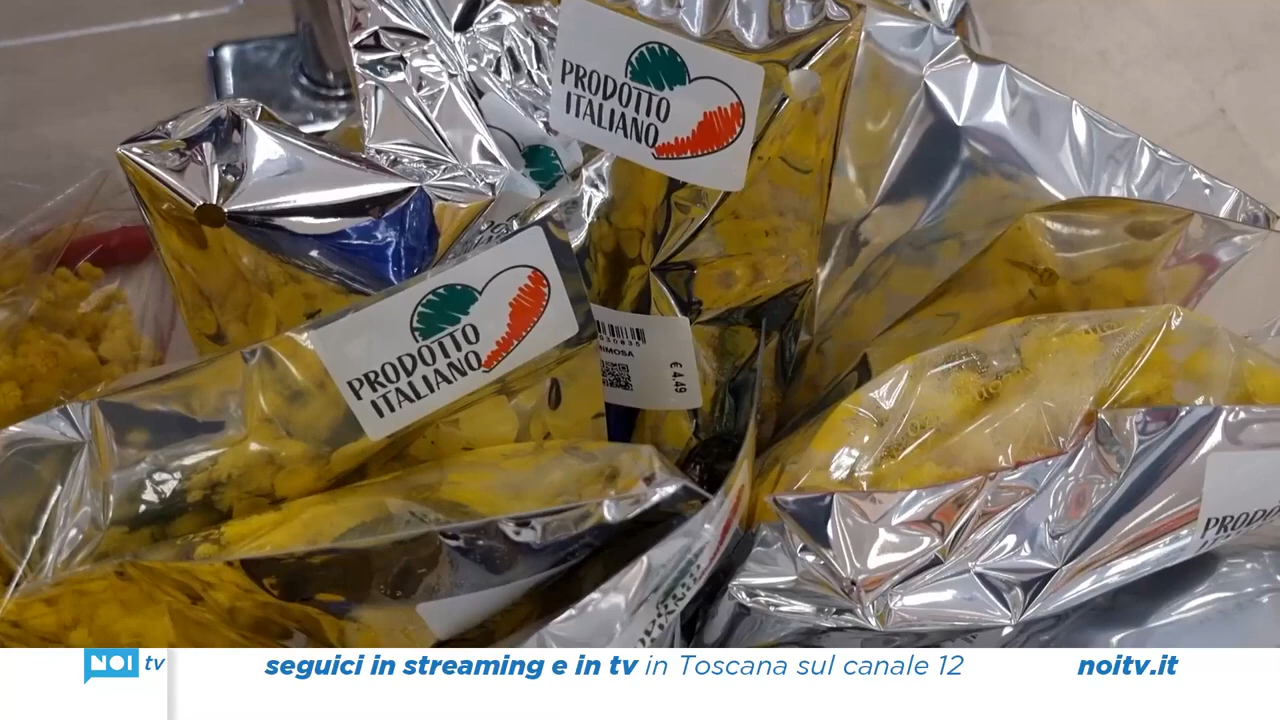 PRODOTTO
ITALIANO
PRODOTTO
ITALIANO
030835
MIMOSA
€ 4,49
PRODO
NOI tv
seguici in streaming e in tv in Toscana sul canale 12
noitv.it